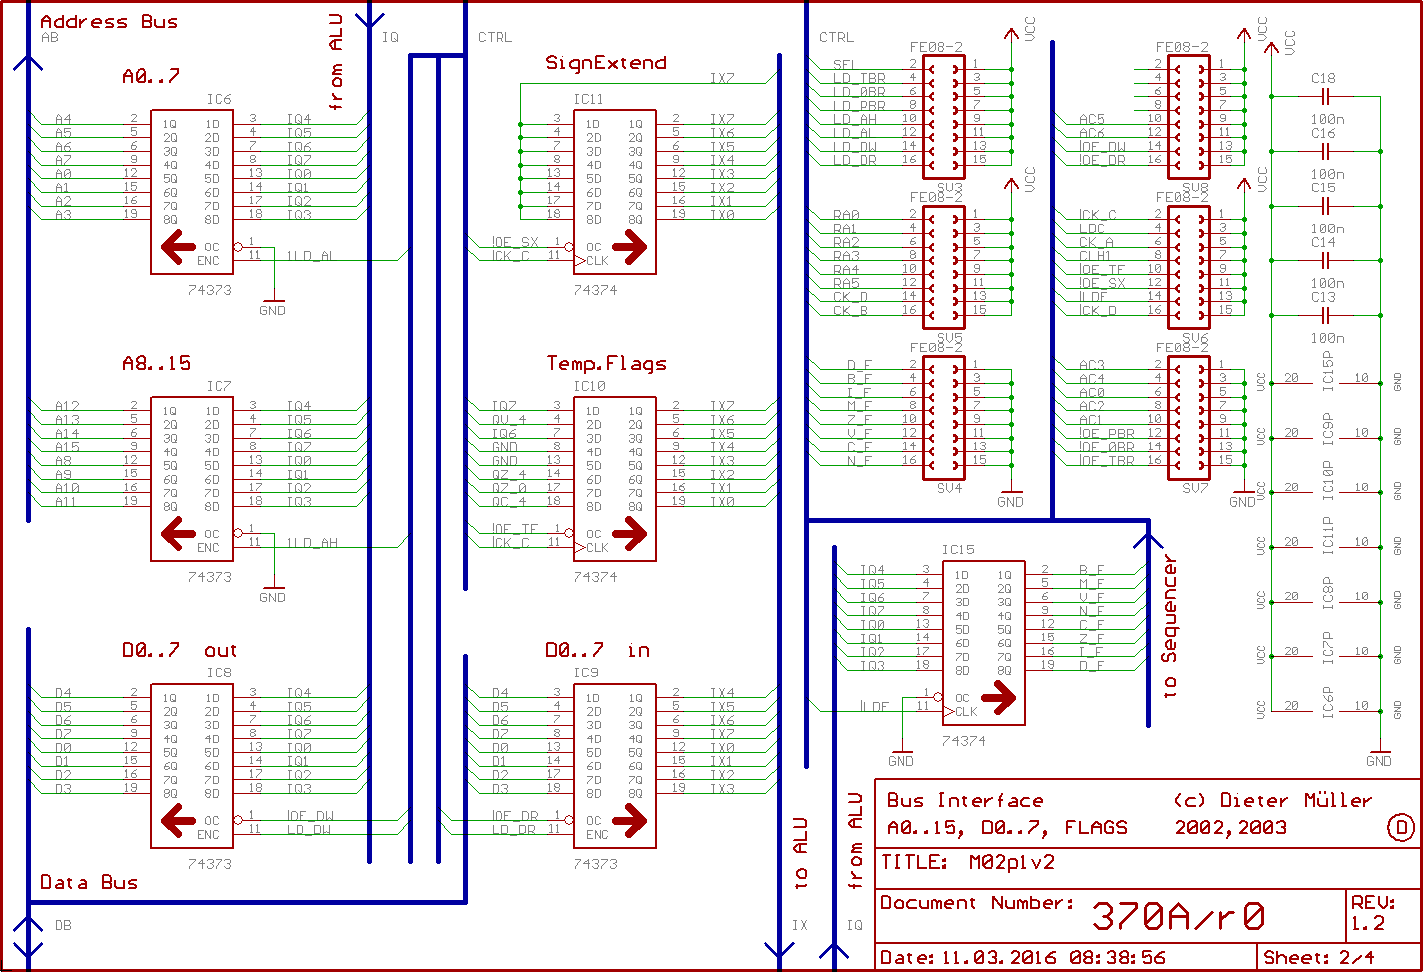 Address Bus
AB
from ALU
IQ
CTRL
A0..7
IC6
A4 2 1Q 1D 3 IQ4
A5 5 2Q 2D 4 IQ5
A6 6 3Q 3D 7 IQ6
A7 9 4Q 4D 8 IQ7
A0 12 5Q 5D 13 IQ0
A1 15 6Q 6D 14 IQ1
A2 16 7Q 7D 17 IQ2
A3 19 8Q 8D 18 IQ3
OC 1
ENC 11 !LD_AL
74373
GND
A8..15
IC7
A12 2 1Q 1D 3 IQ4
A13 5 2Q 2D 4 IQ5
A14 6 3Q 3D 7 IQ6
A15 9 4Q 4D 8 IQ7
A8 12 5Q 5D 13 IQ0
A9 15 6Q 6D 14 IQ1
A10 16 7Q 7D 17 IQ2
A11 19 8Q 8D 18 IQ3
OC 1
ENC 11 !LD_AH
74373
GND
D0..7 out
IC8
D4 2 1Q 1D 3 IQ4
D5 5 2Q 2D 4 IQ5
D6 6 3Q 3D 7 IQ6
D7 9 4Q 4D 8 IQ7
D0 12 5Q 5D 13 IQ0
D1 15 6Q 6D 14 IQ1
D2 16 7Q 7D 17 IQ2
D3 19 8Q 8D 18 IQ3
OC 1 !OE_DW
ENC 11 LD_DW
74373
Data Bus
DB
SignExtend
IX7
IC11
3 1D 1Q 2 IX7
4 2D 2Q 5 IX6
7 3D 3Q 6 IX5
8 4D 4Q 9 IX4
13 5D 5Q 12 IX3
14 6D 6Q 15 IX2
17 7D 7Q 16 IX1
18 8D 8Q 19 IX0
!OE_SX 1 OC
!CK_C 11 CLK
74374
Temp.Flags
IC10
IQ7 3 1D 1Q 2 IX7
QV_4 4 2D 2Q 5 IX6
IQ6 7 3D 3Q 6 IX5
GND 8 4D 4Q 9 IX4
GND 13 5D 5Q 12 IX3
QZ_4 14 6D 6Q 15 IX2
QZ_0 17 7D 7Q 16 IX1
QC_4 18 8D 8Q 19 IX0
!OE_TF 1 OC
!CK_C 11 CLK
74374
D0..7 in
IC9
D4 3 1D 1Q 2 IX4
D5 4 2D 2Q 5 IX5
D6 7 3D 3Q 6 IX6
D7 8 4D 4Q 9 IX7
D0 13 5D 5Q 12 IX0
D1 14 6D 6Q 15 IX1
D2 17 7D 7Q 16 IX2
D3 18 8D 8Q 19 IX3
!OE_DR 1 OC
LD_DR 11 ENC
74373
to ALU
IX
from ALU
IQ
CTRL
FE08-2
VCC
SEL 2 1
LD_TBR 4 3
LD_0BR 6 5
LD_PBR 8 7
LD_AH 10 9
LD_AL 12 11
LD_DW 14 13
LD_DR 16 15
SV3
FE08-2
VCC
RA0 2 1
RA1 4 3
RA2 6 5
RA3 8 7
RA4 10 9
RA5 12 11
CK_D 14 13
CK_B 16 15
SV5
FE08-2
D_F 2 1
B_F 4 3
I_F 6 5
M_F 8 7
Z_F 10 9
V_F 12 11
C_F 14 13
N_F 16 15
SV4
GND
FE08-2
VCC
2 1
4 3
6 5
8 7
AC5 10 9
AC6 12 11
!OE_DW 14 13
!OE_DR 16 15
SV8
FE08-2
VCC
!CK_C 2 1
LDC 4 3
CK_A 6 5
CLH1 8 7
!OE_TF 10 9
!OE_SX 12 11
!LDF 14 13
!CK_D 16 15
SV6
FE08-2
AC3 2 1
AC4 4 3
AC0 6 5
AC2 8 7
AC1 10 9
!OE_PBR 12 11
!OE_0BR 14 13
!OE_TBR 16 15
SV7
GND
VCC
C18
100n
C16
100n
C15
100n
C14
100n
C13
100n
VCC 20 IC15P 10 GND
VCC 20 IC9P 10 GND
VCC 20 IC10P 10 GND
VCC 20 IC11P 10 GND
VCC 20 IC8P 10 GND
VCC 20 IC7P 10 GND
VCC 20 IC6P 10 GND
GND
IC15
IQ4 3 1D 1Q 2 B_F
IQ5 4 2D 2Q 5 M_F
IQ6 7 3D 3Q 6 V_F
IQ7 8 4D 4Q 9 N_F
IQ0 13 5D 5Q 12 C_F
IQ1 14 6D 6Q 15 Z_F
IQ2 17 7D 7Q 16 I_F
IQ3 18 8D 8Q 19 D_F
1 OC
!LDF 11 CLK
74374
GND
to Sequencer
Bus Interface (c) Dieter Müller
A0..15, D0..7, FLAGS 2002,2003 D
TITLE: M02plv2
Document Number: 370A/r0 REV: 1.2
Date: 11.03.2016 08:38:56 Sheet: 2/4